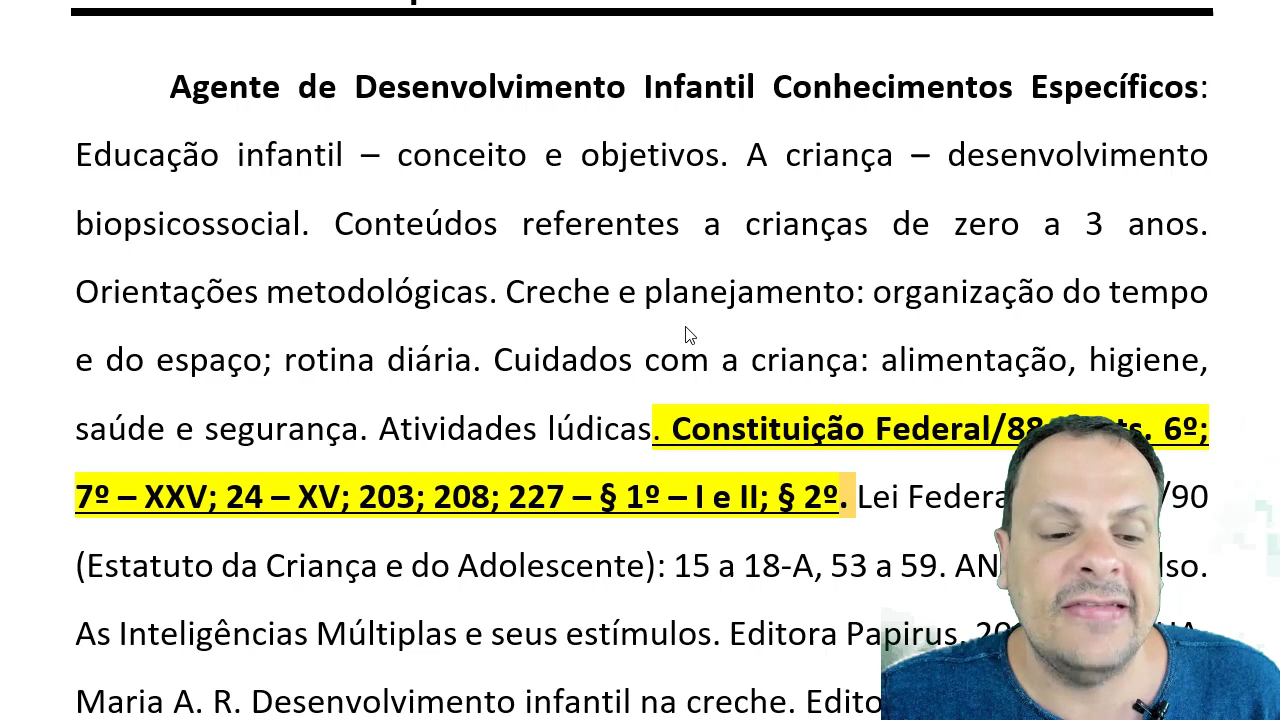 Agente de Desenvolvimento Infantil Conhecimentos Específicos:
Educação infantil – conceito e objetivos. A criança – desenvolvimento
biopsicossocial. Conteúdos referentes a crianças de zero a 3 anos.
Orientações metodológicas. Creche e planejamento: organização do tempo
e do espaço; rotina diária. Cuidados com a criança: alimentação, higiene,
saúde e segurança. Atividades lúdicas. Constituição Federal/88 6º;
7º – XXV; 24 – XV; 203; 208; 227 – § 1º – I e II; § 2º. Lei /90
(Estatuto da Criança e do Adolescente): 15 a 18-A, 53 a 59.
As Inteligências Múltiplas e seus estímulos. Editora Papirus.
Maria A. R. Desenvolvimento infantil na creche.